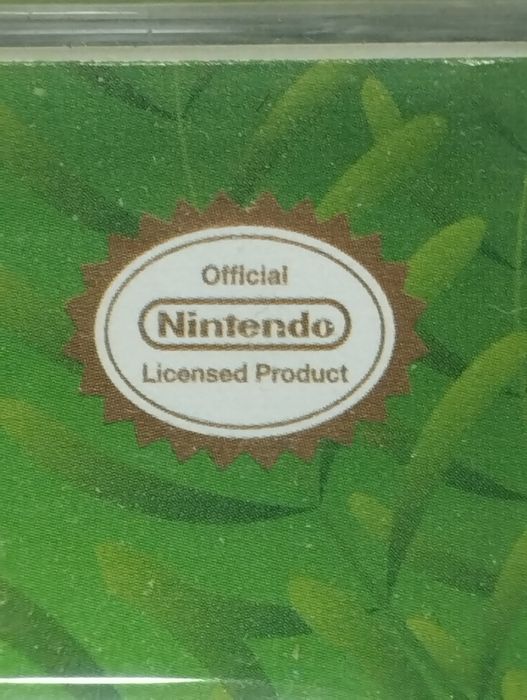 Official
Nintendo
Licensed Product